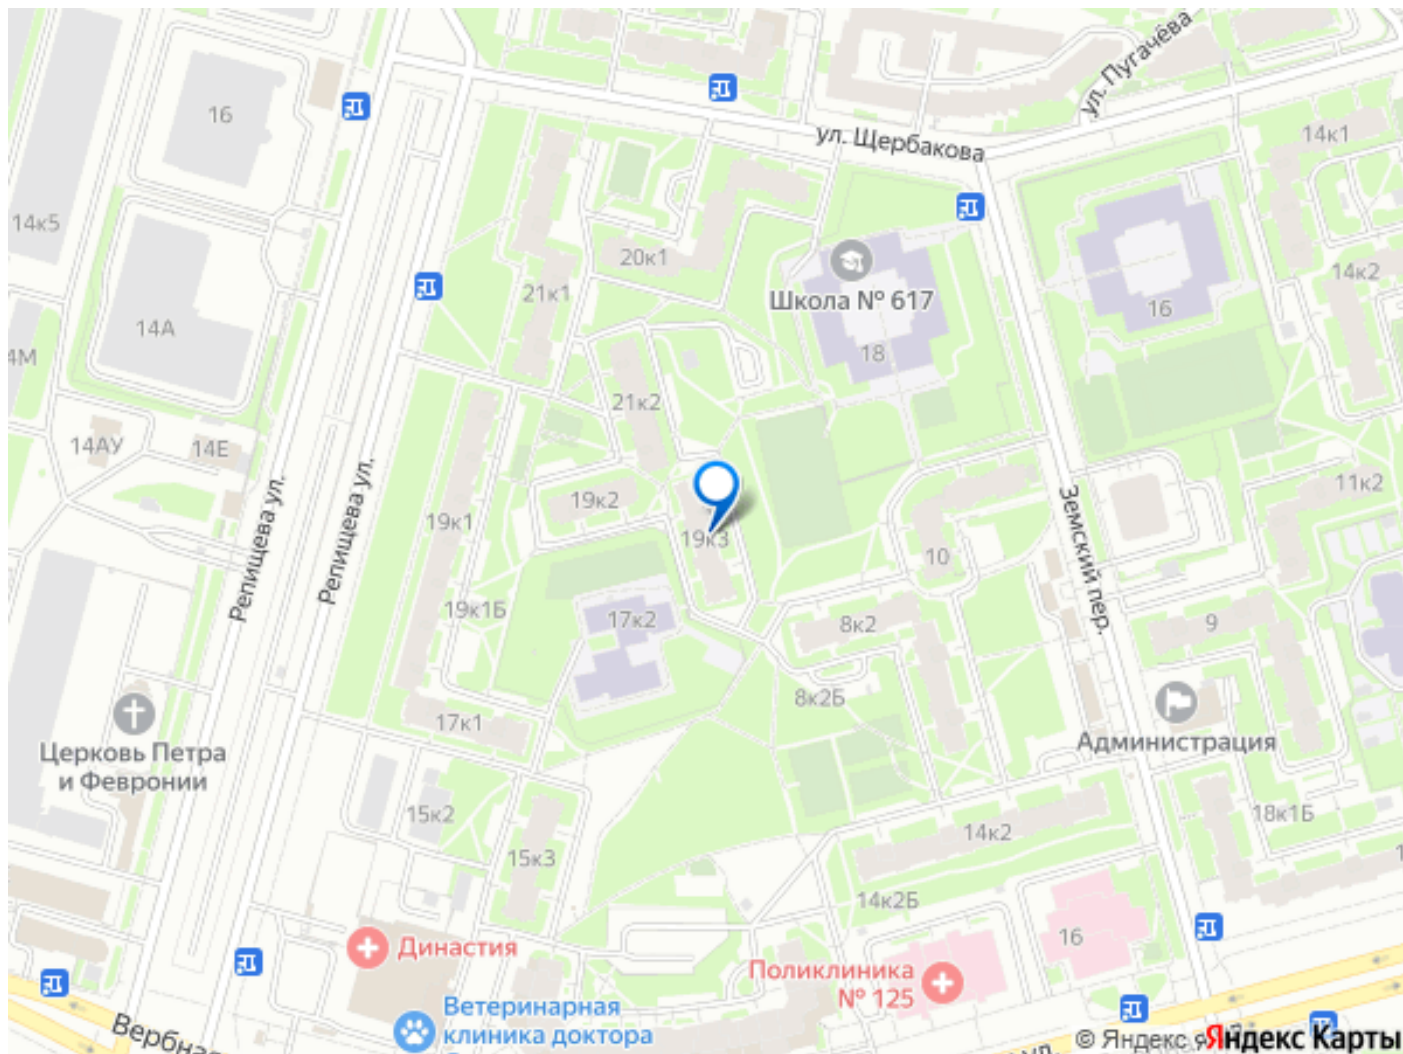 ул. Пугачёва
ул. Щербакова
16
14к1
14к5
20к1
14к2
21к1
Школа № 617
16
14А
18
21к2
14АУ
14Е
11к2
19к2
Репищева ул.
Репищева ул.
19к1
19к3
Земский пер.
10
19к1Б
17к2
8к2
9
8к2Б
17к1
Церковь Петра
и Февронии
Администрация
15к2
14к2
18к1Б
15к3
14к2Б
16
Династия
Поликлиника
№ 125
Ветеринарная
клиника доктора
© Яндекс
Яндекс Карты